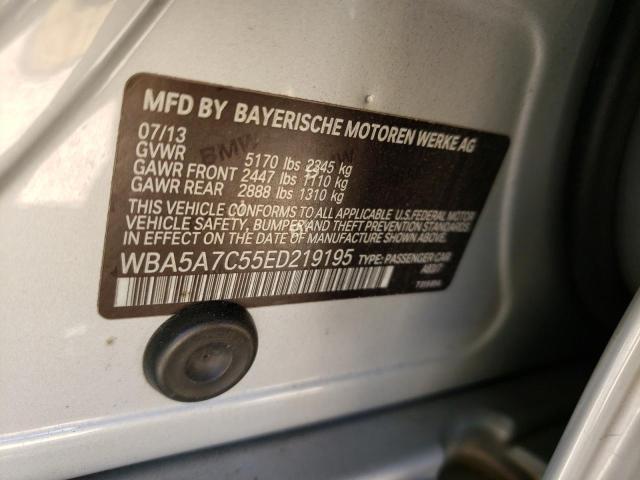 MFD BY BAYERISCHE MOTOREN WERKE AG
07/13
GVWR 5170 lbs 2345 kg
GAWR FRONT 2447 lbs 1110 kg
GAWR REAR 2888 lbs 1310 kg
THIS VEHICLE CONFORMS TO ALL APPLICABLE U.S. FEDERAL MOTOR
VEHICLE SAFETY, BUMPER, AND THEFT PREVENTION STANDARDS
IN EFFECT ON THE DATE OF MANUFACTURE SHOWN ABOVE.
WBA5A7C55ED219195 TYPE: PASSENGER CAR